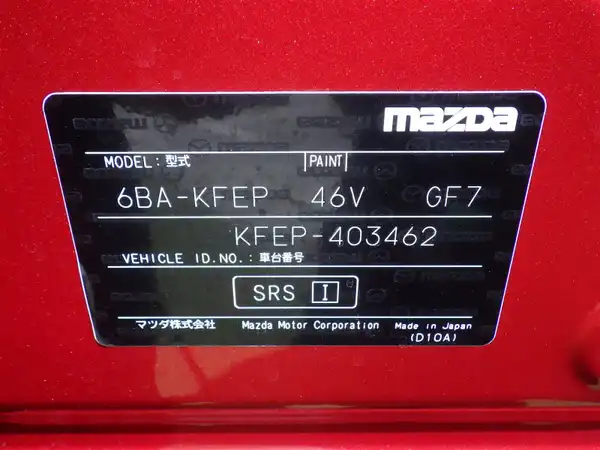 mazda
MODEL:型式 PAINT
6BA-KFEP 46V GF7
KFEP-403462
VEHICLE ID.NO.:車台番号
SRS I
マツダ株式会社 Mazda Motor Corporation Made in Japan
(D10A)